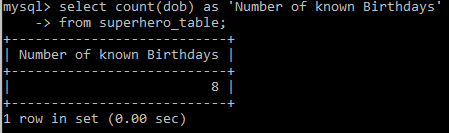 mysql> select count(dob) as 'Number of known Birthdays'
    -> from superhero_table;
+---------------------------+
| Number of known Birthdays |
+---------------------------+
|                         8 |
+---------------------------+
1 row in set (0.00 sec)